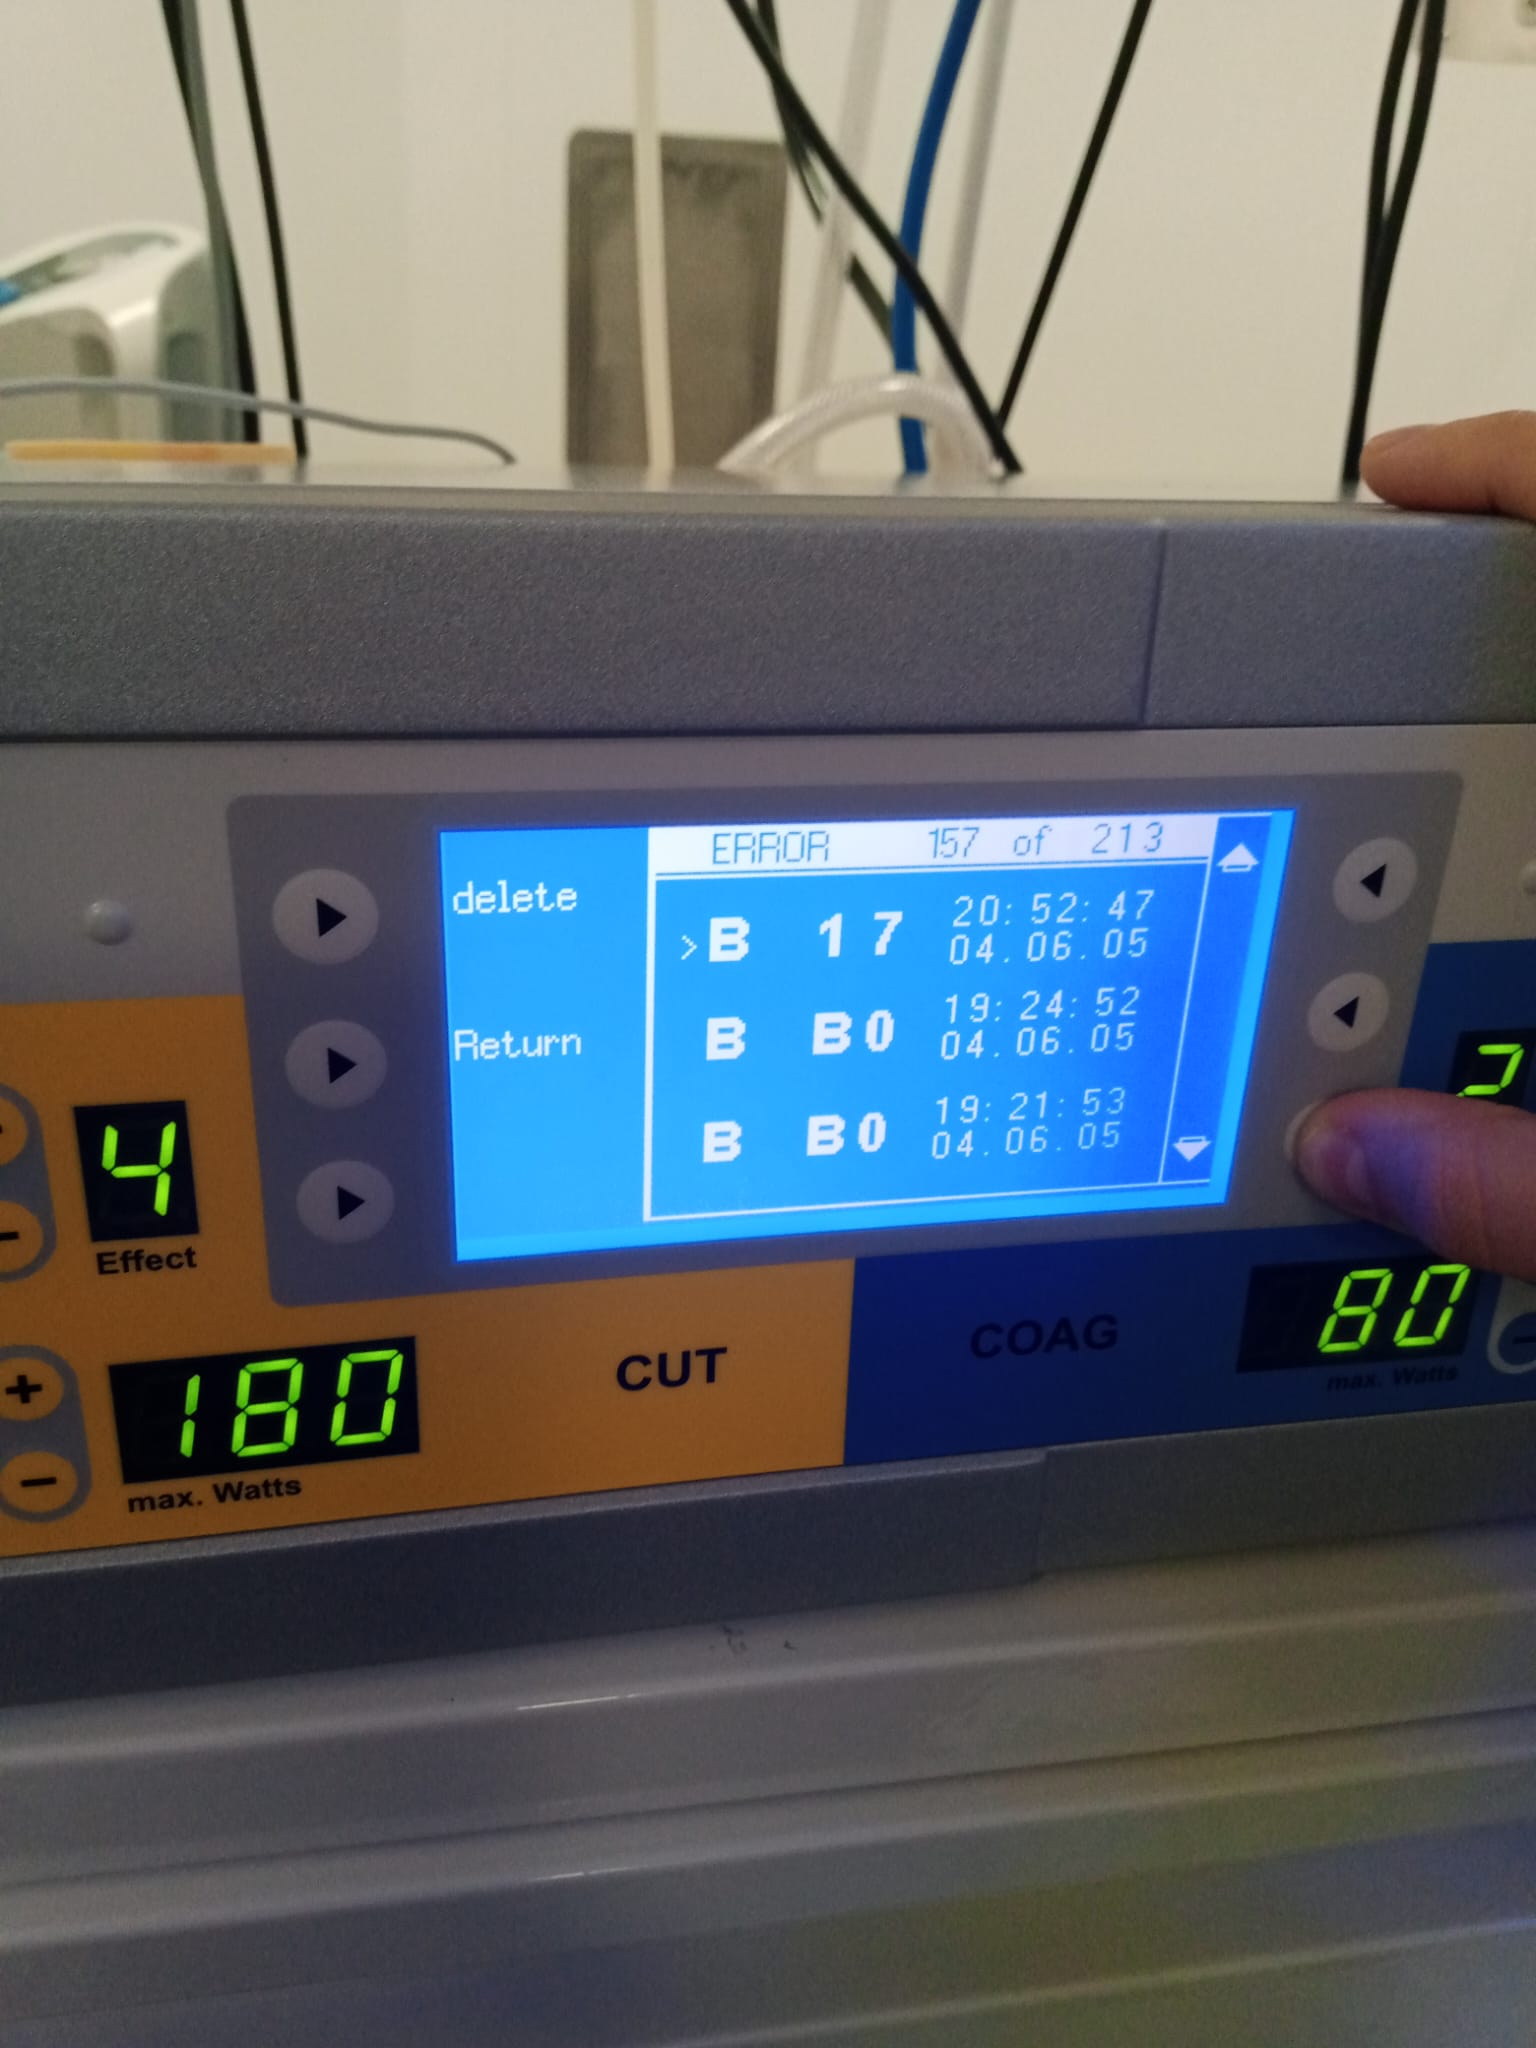 ERROR 157 of 213
delete
>B 17 20:52:47
04.06.05
B B0 19:24:52
04.06.05
Return
B B0 19:21:53
04.06.05
4
Effect
2
180
max. Watts
CUT
COAG
80
max. Watts
+
-